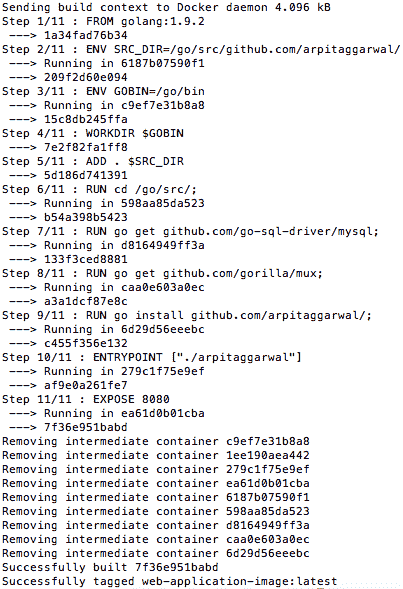 Sending build context to Docker daemon 4.096 kB
Step 1/11 : FROM golang:1.9.2
 ---> 1a34fad76b34
Step 2/11 : ENV SRC_DIR=/go/src/github.com/arpitaggarwal/
 ---> Running in 6187b07590f1
 ---> 209f2d60e094
Step 3/11 : ENV GOBIN=/go/bin
 ---> Running in c9ef7e31b8a8
 ---> 15c8db245ffa
Step 4/11 : WORKDIR $GOBIN
 ---> 7e2f82fa1ff8
Step 5/11 : ADD . $SRC_DIR
 ---> 5d186d741391
Step 6/11 : RUN cd /go/src/;
 ---> Running in 598aa85da523
 ---> b54a398b5423
Step 7/11 : RUN go get github.com/go-sql-driver/mysql;
 ---> Running in d8164949ff3a
 ---> 133f3ced8881
Step 8/11 : RUN go get github.com/gorilla/mux;
 ---> Running in caa0e603a0ec
 ---> a3a1dcf87e8c
Step 9/11 : RUN go install github.com/arpitaggarwal/;
 ---> Running in 6d29d56eeebc
 ---> c455f356e132
Step 10/11 : ENTRYPOINT ["./arpitaggarwal"]
 ---> Running in 279c1f75e9ef
 ---> af9e0a261fe7
Step 11/11 : EXPOSE 8080
 ---> Running in ea61d0b01cba
 ---> 7f36e951babd
Removing intermediate container c9ef7e31b8a8
Removing intermediate container 1ee190aea442
Removing intermediate container 279c1f75e9ef
Removing intermediate container ea61d0b01cba
Removing intermediate container 6187b07590f1
Removing intermediate container 598aa85da523
Removing intermediate container d8164949ff3a
Removing intermediate container caa0e603a0ec
Removing intermediate container 6d29d56eeebc
Successfully built 7f36e951babd
Successfully tagged web-application-image:latest